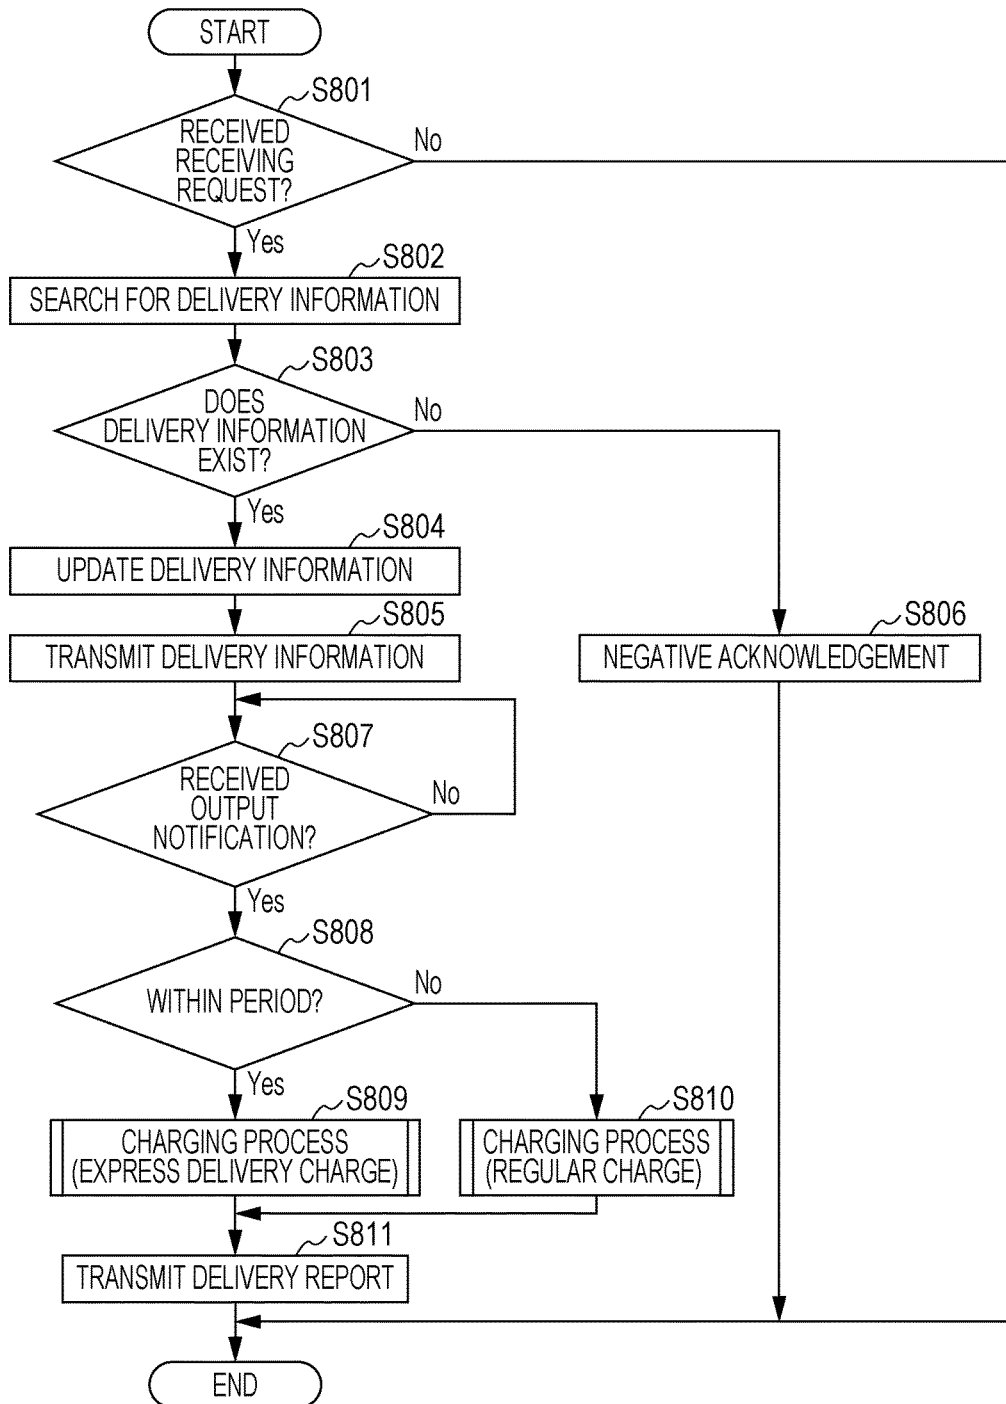 START
S801
RECEIVED
RECEIVING
REQUEST?
No
Yes
S802
SEARCH FOR DELIVERY INFORMATION
S803
DOES
DELIVERY INFORMATION
EXIST?
No
Yes
S804
UPDATE DELIVERY INFORMATION
S805
TRANSMIT DELIVERY INFORMATION
S806
NEGATIVE ACKNOWLEDGEMENT
S807
RECEIVED
OUTPUT
NOTIFICATION?
No
Yes
S808
WITHIN PERIOD?
No
Yes
S809
CHARGING PROCESS
(EXPRESS DELIVERY CHARGE)
S810
CHARGING PROCESS
(REGULAR CHARGE)
S811
TRANSMIT DELIVERY REPORT
END